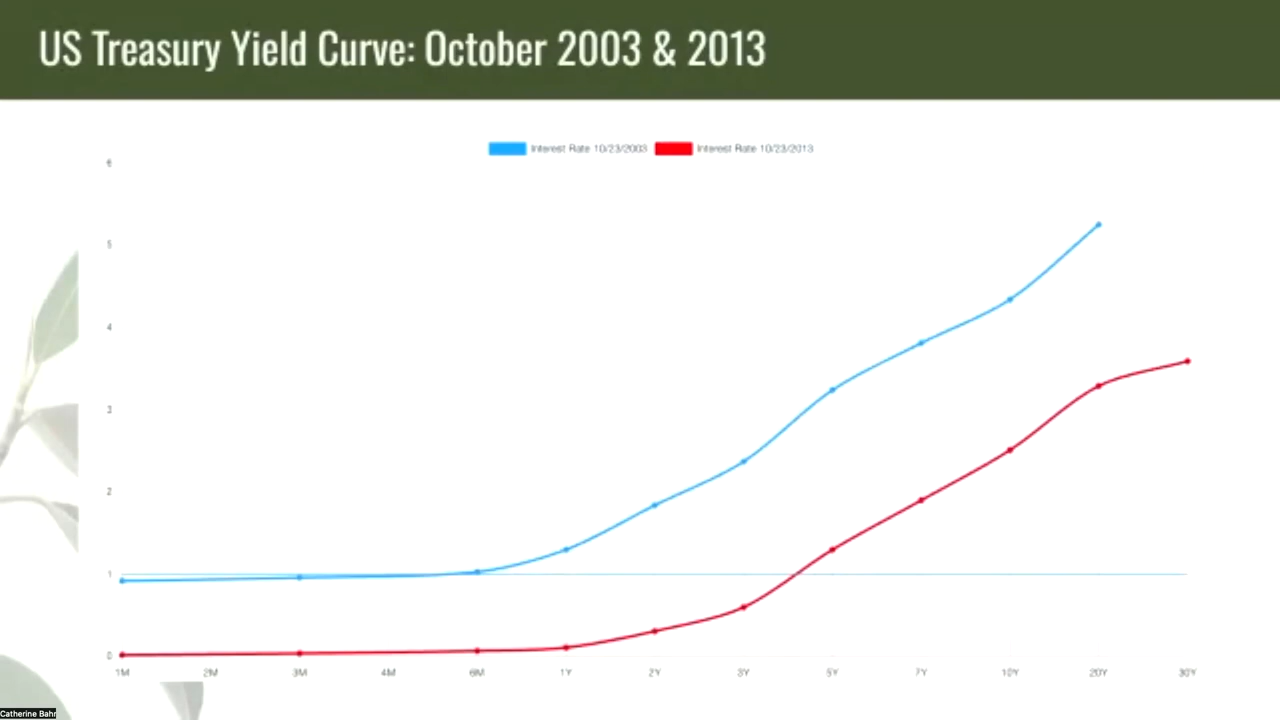 US Treasury Yield Curve: October 2003 & 2013
Interest Rate 10/23/2003 Interest Rate 10/23/2013
6
5
4
3
2
1
0
1M 2M 3M 4M 6M 1Y 2Y 3Y 5Y 7Y 10Y 20Y 30Y
Catherine Bahr